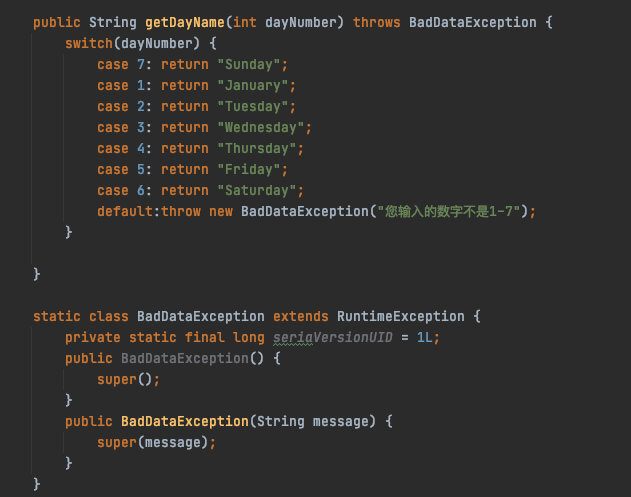 public String getDayName(int dayNumber) throws BadDataException {
    switch(dayNumber) {
        case 7: return "Sunday";
        case 1: return "January";
        case 2: return "Tuesday";
        case 3: return "Wednesday";
        case 4: return "Thursday";
        case 5: return "Friday";
        case 6: return "Saturday";
        default:throw new BadDataException("您输入的数字不是1-7");
    }
}
static class BadDataException extends RuntimeException {
    private static final long seriaVersionUID = 1L;
    public BadDataException() {
        super();
    }
    public BadDataException(String message) {
        super(message);
    }
}